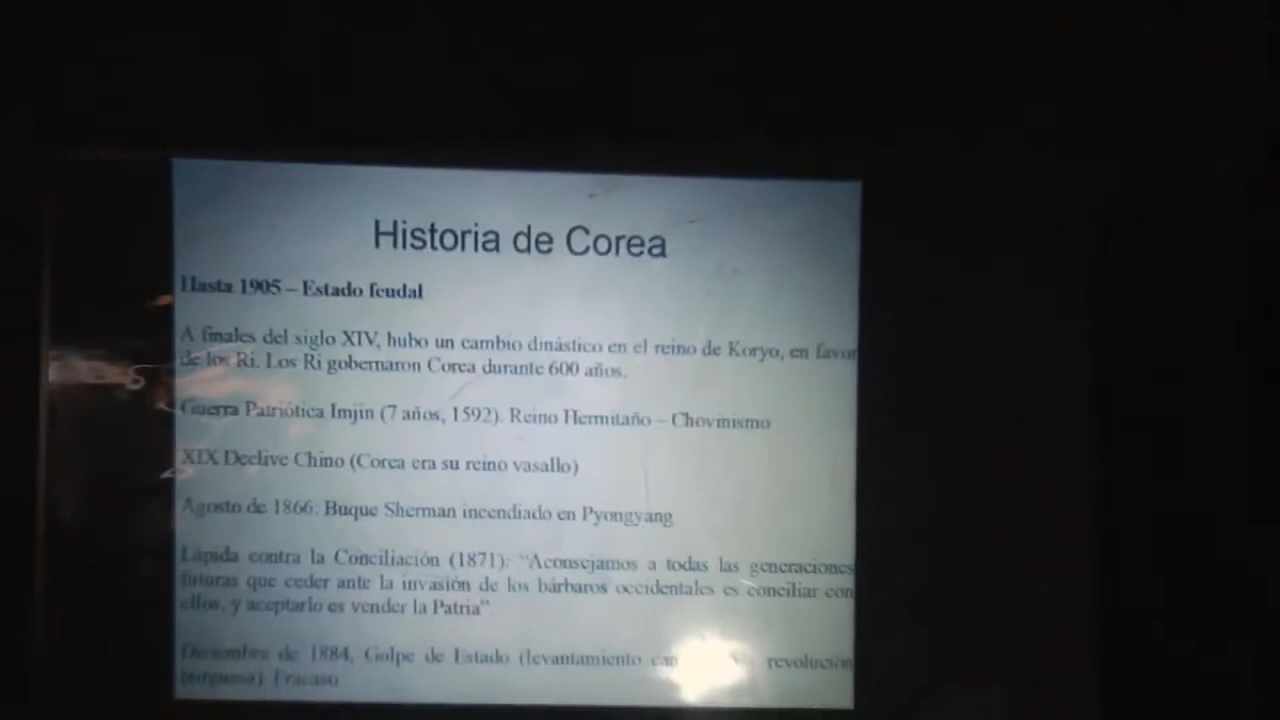 Historia de Corea
Hasta 1905 – Estado feudal
A finales del siglo XIV, hubo un cambio dinástico en el reino de Koryo, en favor
de los Ri. Los Ri gobernaron Corea durante 600 años.
Guerra Patriótica Imjin (7 años, 1592). Reino Hermitaño – Chovinismo
XIX Declive Chino (Corea era su reino vasallo)
Agosto de 1866: Buque Sherman incendiado en Pyongyang
Lápida contra la Conciliación (1871): “Aconsejamos a todas las generaciones
futuras que ceder ante la invasión de los bárbaros occidentales es conciliar con
ellos, y aceptarlo es vender la Patria”
Diciembre de 1884, Golpe de Estado (levantamiento revolución
burguesa). Fracaso